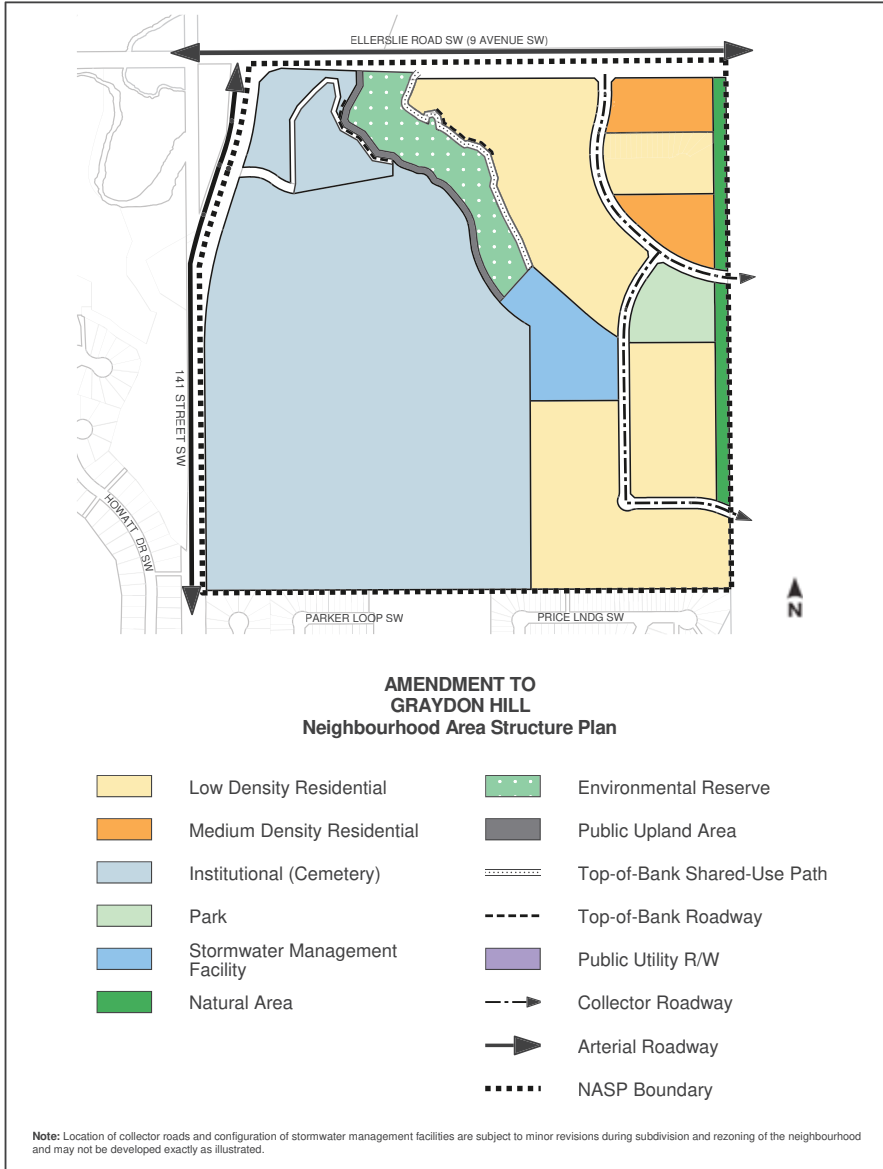 ELLERSLIE ROAD SW (9 AVENUE SW)
141 STREET SW
HOWATT DR SW
PARKER LOOP SW
PRICE LNDG SW
N
AMENDMENT TO
GRAYDON HILL
Neighbourhood Area Structure Plan
Low Density Residential
Medium Density Residential
Institutional (Cemetery)
Park
Stormwater Management
Facility
Natural Area
Environmental Reserve
Public Upland Area
Top-of-Bank Shared-Use Path
Top-of-Bank Roadway
Public Utility R/W
Collector Roadway
Arterial Roadway
NASP Boundary
Note: Location of collector roads and configuration of stormwater management facilities are subject to minor revisions during subdivision and rezoning of the neighbourhood
and may not be developed exactly as illustrated.